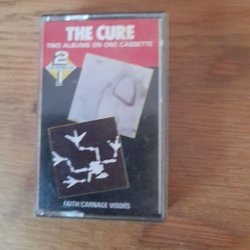 THE CURE
TWO ALBUMS ON ONE CASSETTE
2
1
FAITH/CARNAGE VISORS